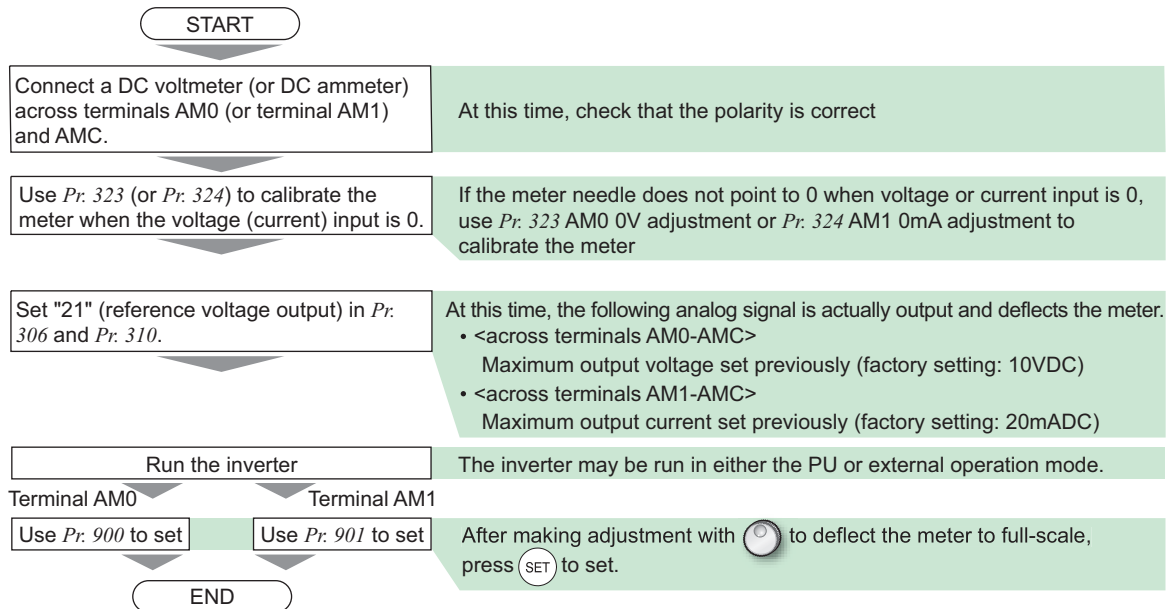 START
Connect a DC voltmeter (or DC ammeter)
across terminals AM0 (or terminal AM1)
and AMC.
At this time, check that the polarity is correct
Use Pr. 323 (or Pr. 324) to calibrate the
meter when the voltage (current) input is 0.
If the meter needle does not point to 0 when voltage or current input is 0,
use Pr. 323 AM0 0V adjustment or Pr. 324 AM1 0mA adjustment to
calibrate the meter
Set "21" (reference voltage output) in Pr.
306 and Pr. 310.
At this time, the following analog signal is actually output and deflects the meter.
• <across terminals AM0-AMC>
Maximum output voltage set previously (factory setting: 10VDC)
• <across terminals AM1-AMC>
Maximum output current set previously (factory setting: 20mADC)
Run the inverter
The inverter may be run in either the PU or external operation mode.
Terminal AM0
Terminal AM1
Use Pr. 900 to set
Use Pr. 901 to set
After making adjustment with to deflect the meter to full-scale,
press SET to set.
END